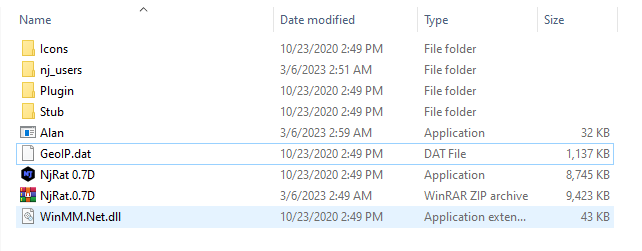 Name Date modified Type Size
Icons 10/23/2020 2:49 PM File folder
nj_users 3/6/2023 2:51 AM File folder
Plugin 10/23/2020 2:49 PM File folder
Stub 10/23/2020 2:49 PM File folder
Alan 3/6/2023 2:59 AM Application 32 KB
GeoIP.dat 10/23/2020 2:49 PM DAT File 1,137 KB
NjRat 0.7D 10/23/2020 2:49 PM Application 8,745 KB
NjRat.0.7D 3/6/2023 2:49 AM WinRAR ZIP archive 9,423 KB
WinMM.Net.dll 10/23/2020 2:49 PM Application exten... 43 KB